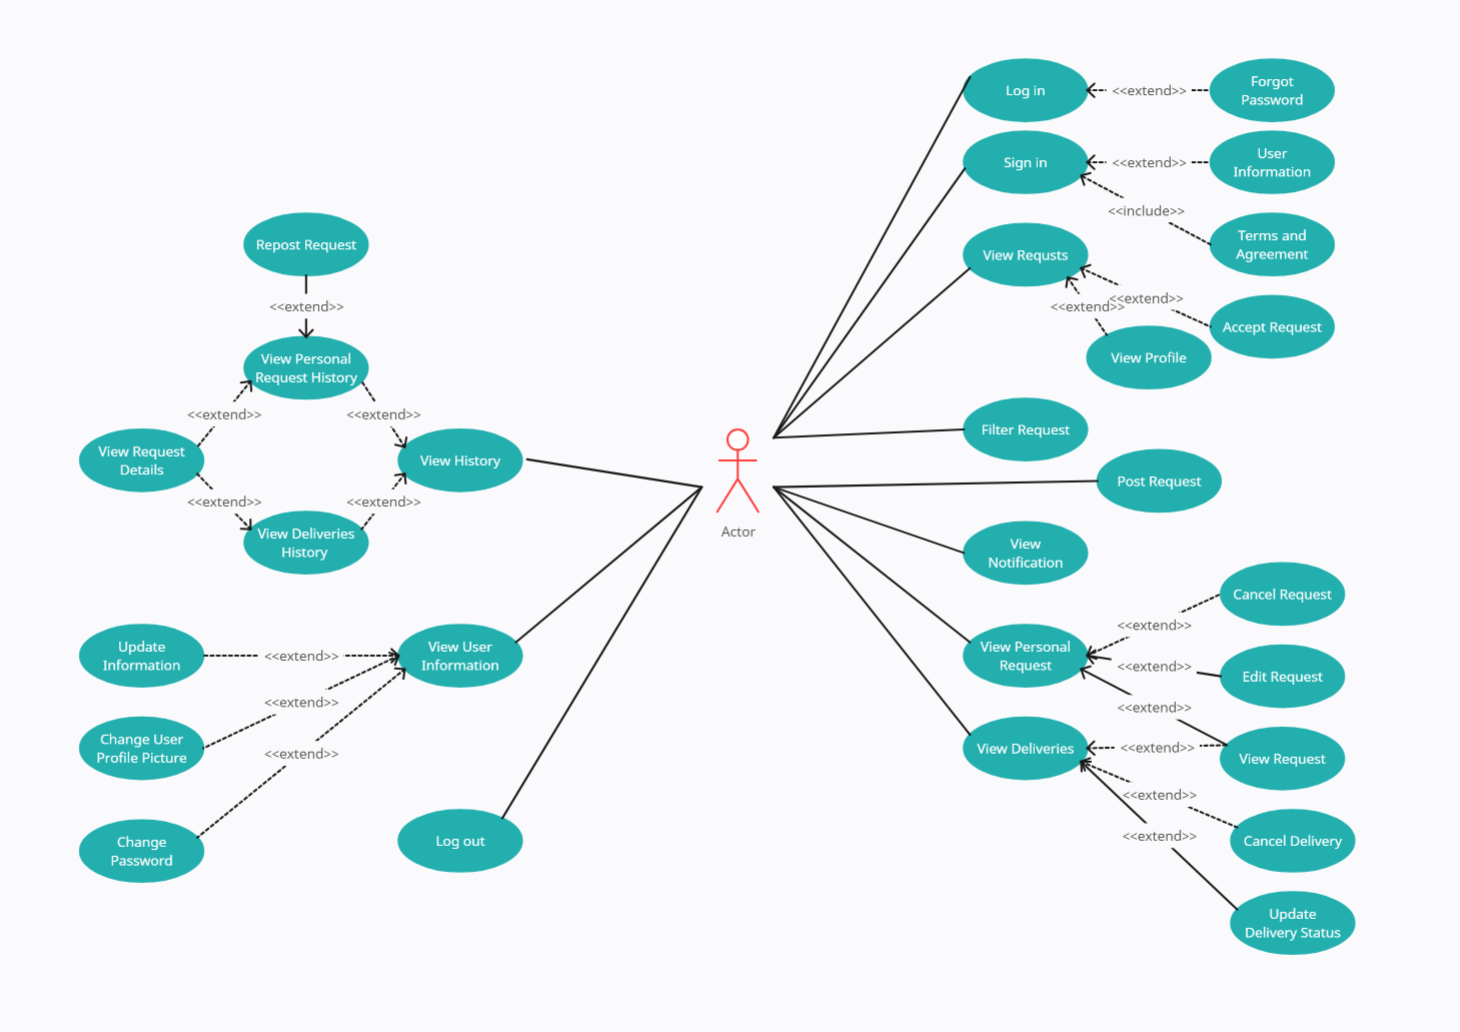 Log in
<<extend>>
Forgot
Password
Sign in
<<extend>>
User
Information
<<include>>
Terms and
Agreement
View Requsts
<<extend>>
<<extend>>
Accept Request
View Profile
Repost Request
<<extend>>
View Personal
Request History
<<extend>>
<<extend>>
View Request
Details
View History
<<extend>>
<<extend>>
View Deliveries
History
Filter Request
Post Request
Actor
View
Notification
Cancel Request
<<extend>>
View Personal
Request
<<extend>>
Edit Request
<<extend>>
View Deliveries
<<extend>>
View Request
<<extend>>
Cancel Delivery
<<extend>>
Update
Delivery Status
Update
Information
<<extend>>
View User
Information
<<extend>>
Change User
Profile Picture
<<extend>>
Change
Password
Log out